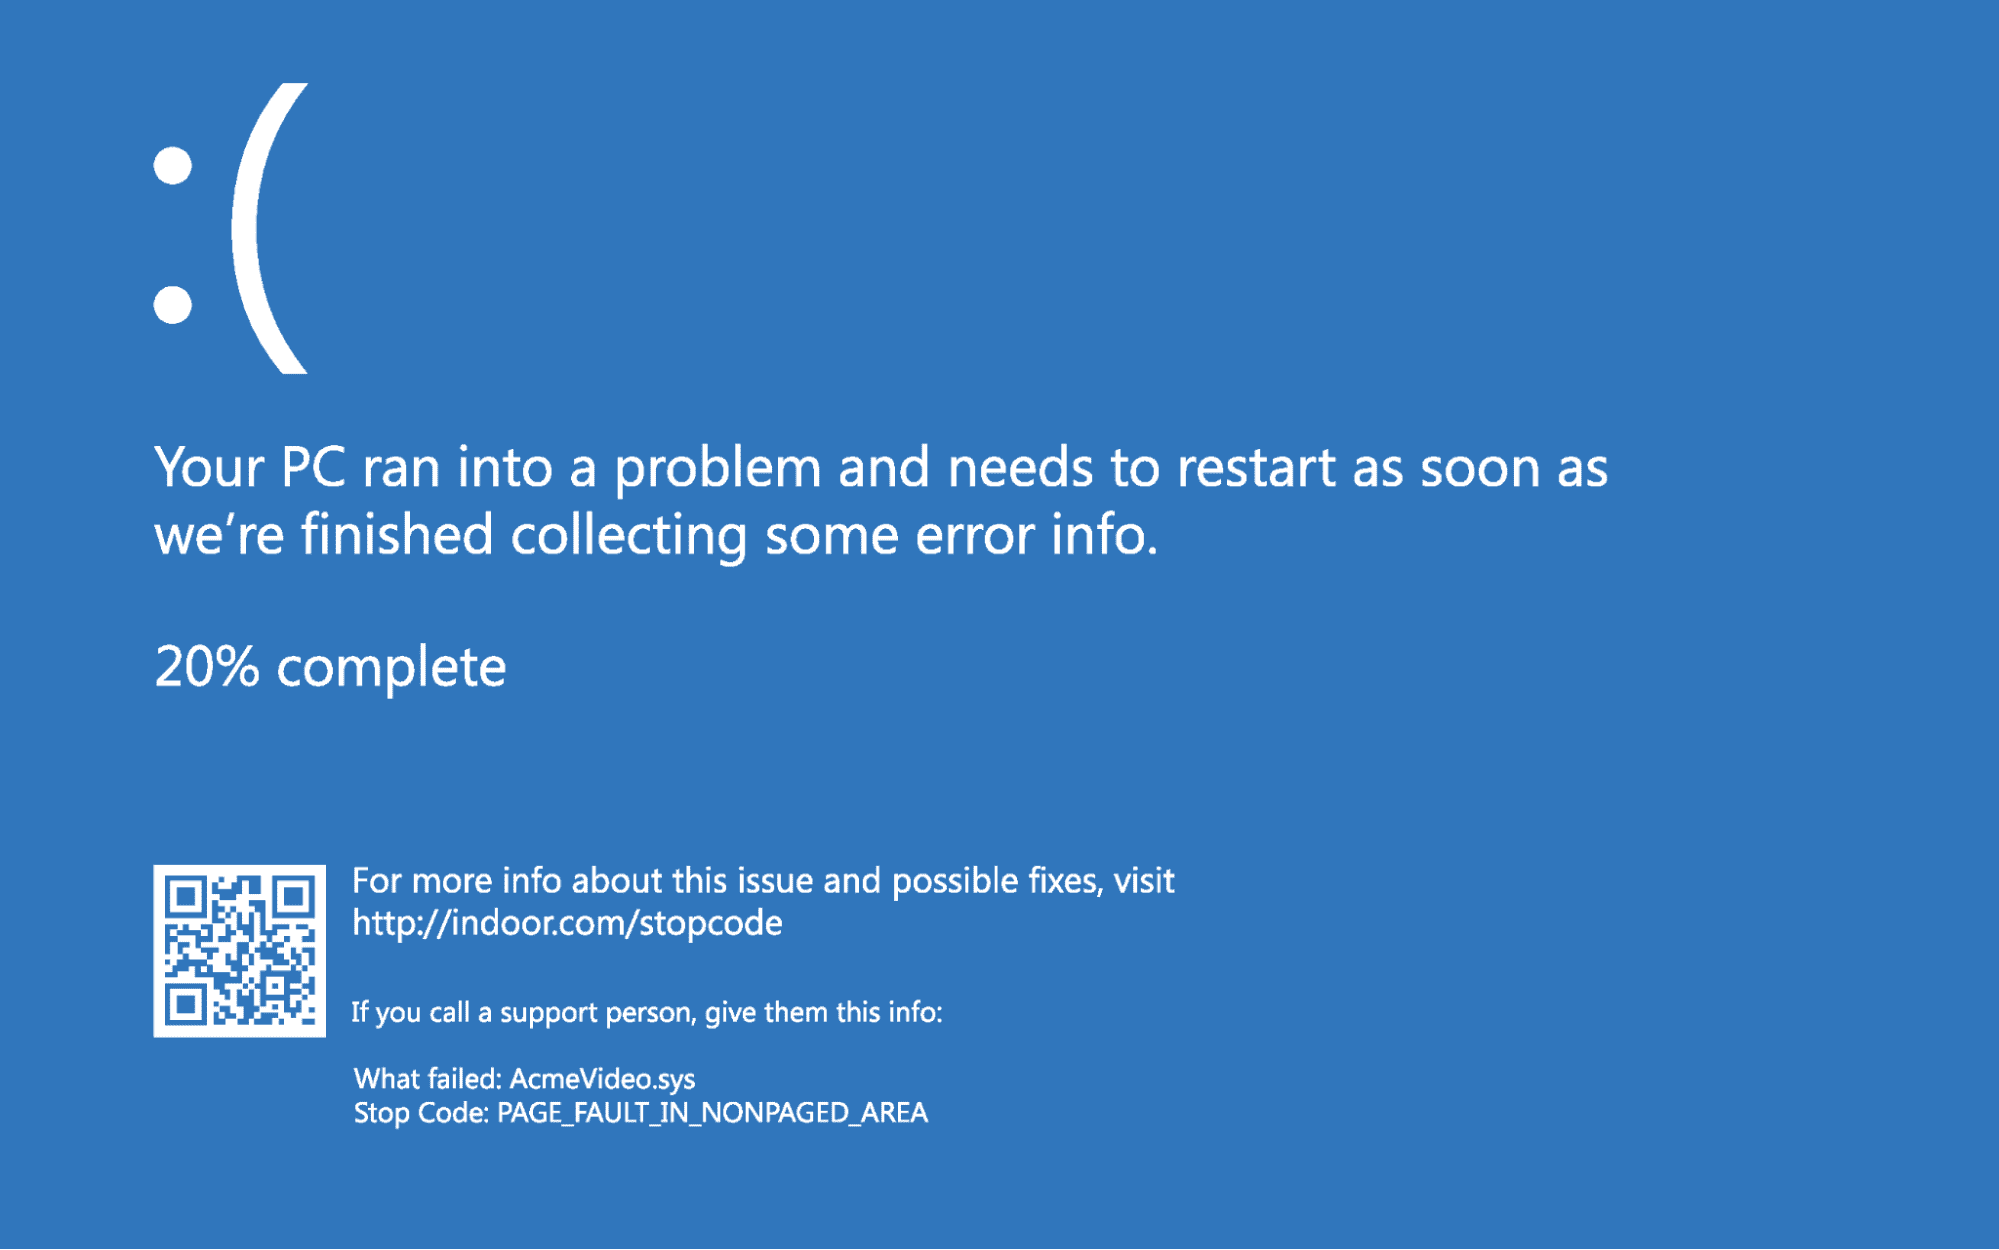 :(
Your PC ran into a problem and needs to restart as soon as
we’re finished collecting some error info.
20% complete
For more info about this issue and possible fixes, visit
http://indoor.com/stopcode
If you call a support person, give them this info:
What failed: AcmeVideo.sys
Stop Code: PAGE_FAULT_IN_NONPAGED_AREA